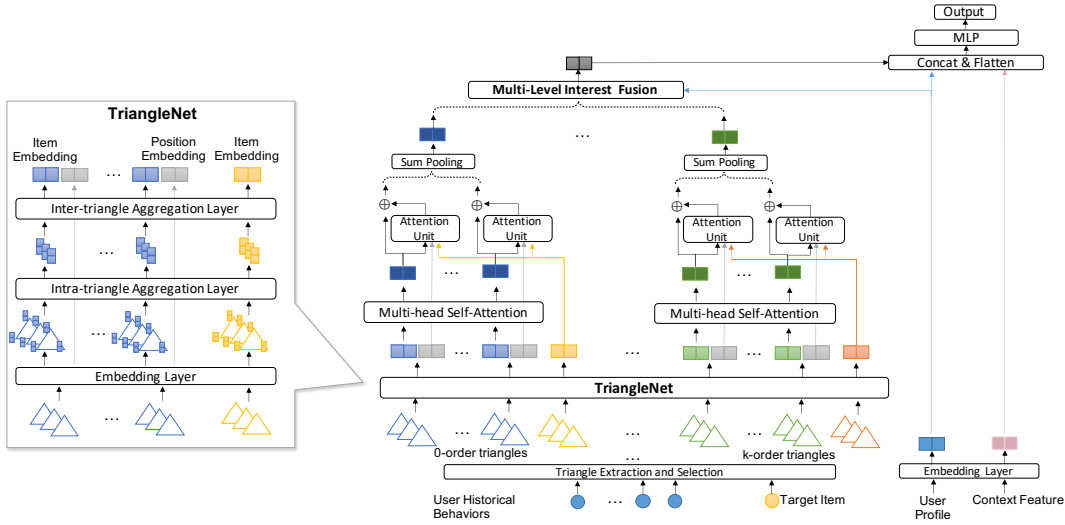 Output
MLP
Concat & Flatten
Multi-Level Interest Fusion
...
Sum Pooling
Sum Pooling
Attention
Unit
Attention
Unit
Attention
Unit
Attention
Unit
...
...
Multi-head Self-Attention
Multi-head Self-Attention
...
...
...
TriangleNet
...
...
...
0-order triangles
...
k-order triangles
Triangle Extraction and Selection
User Historical
Behaviors
...
Target Item
Embedding Layer
User
Profile
Context Feature
TriangleNet
Item
Embedding
Position
Embedding
Item
Embedding
...
Inter-triangle Aggregation Layer
...
Intra-triangle Aggregation Layer
...
Embedding Layer
...